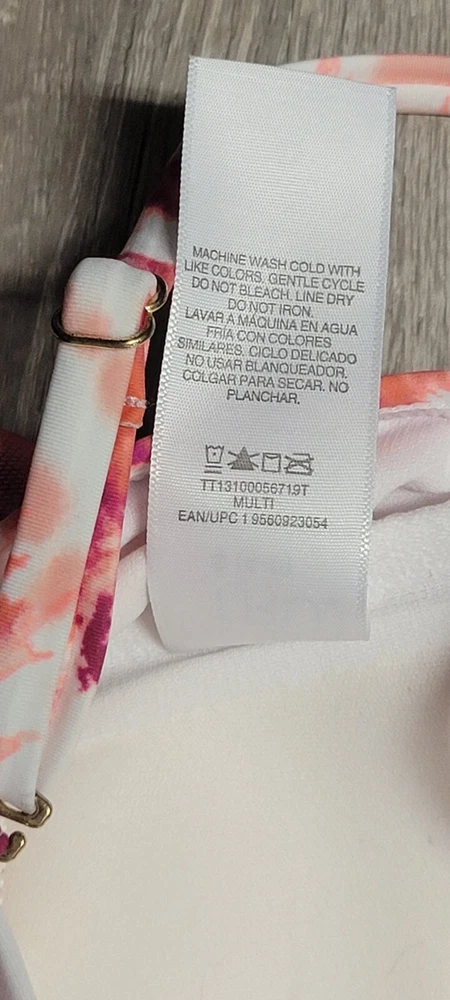 MACHINE WASH COLD WITH
LIKE COLORS. GENTLE CYCLE
DO NOT BLEACH. LINE DRY
DO NOT IRON.
LAVAR A MÁQUINA EN AGUA
FRÍA CON COLORES
SIMILARES. CICLO DELICADO
NO USAR BLANQUEADOR.
COLGAR PARA SECAR. NO
PLANCHAR.
TT13100056719T
MULTI
EAN/UPC 1 9560923054